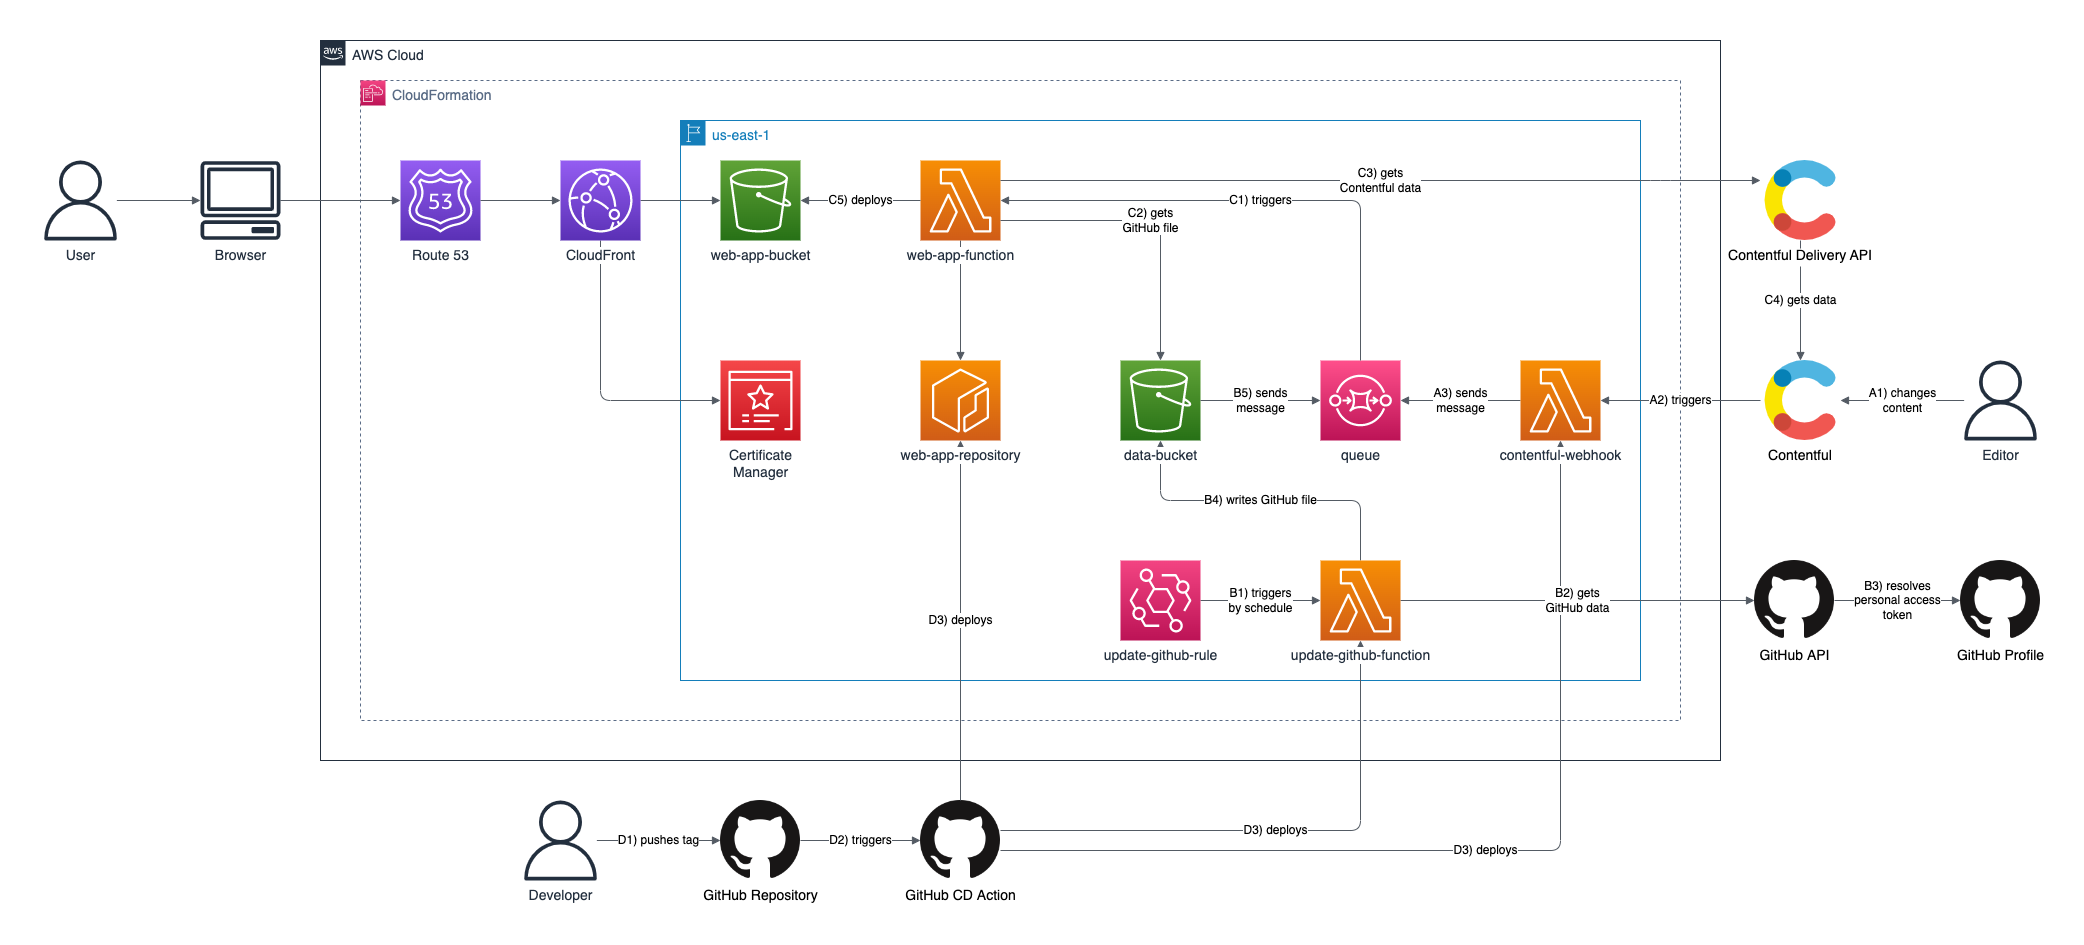 aws
AWS Cloud
CloudFormation
us-east-1
C3) gets
Contentful data
53
C5) deploys
C1) triggers
C2) gets
GitHub file
User
Browser
Route 53
CloudFront
web-app-bucket
web-app-function
Contentful Delivery API
C4) gets data
B5) sends
message
A3) sends
message
A2) triggers
A1) changes
content
Certificate
Manager
web-app-repository
data-bucket
queue
contentful-webhook
Contentful
Editor
B4) writes GitHub file
B1) triggers
by schedule
B2) gets
GitHub data
B3) resolves
personal access
token
D3) deploys
update-github-rule
update-github-function
GitHub API
GitHub Profile
D1) pushes tag
D2) triggers
D3) deploys
D3) deploys
Developer
GitHub Repository
GitHub CD Action